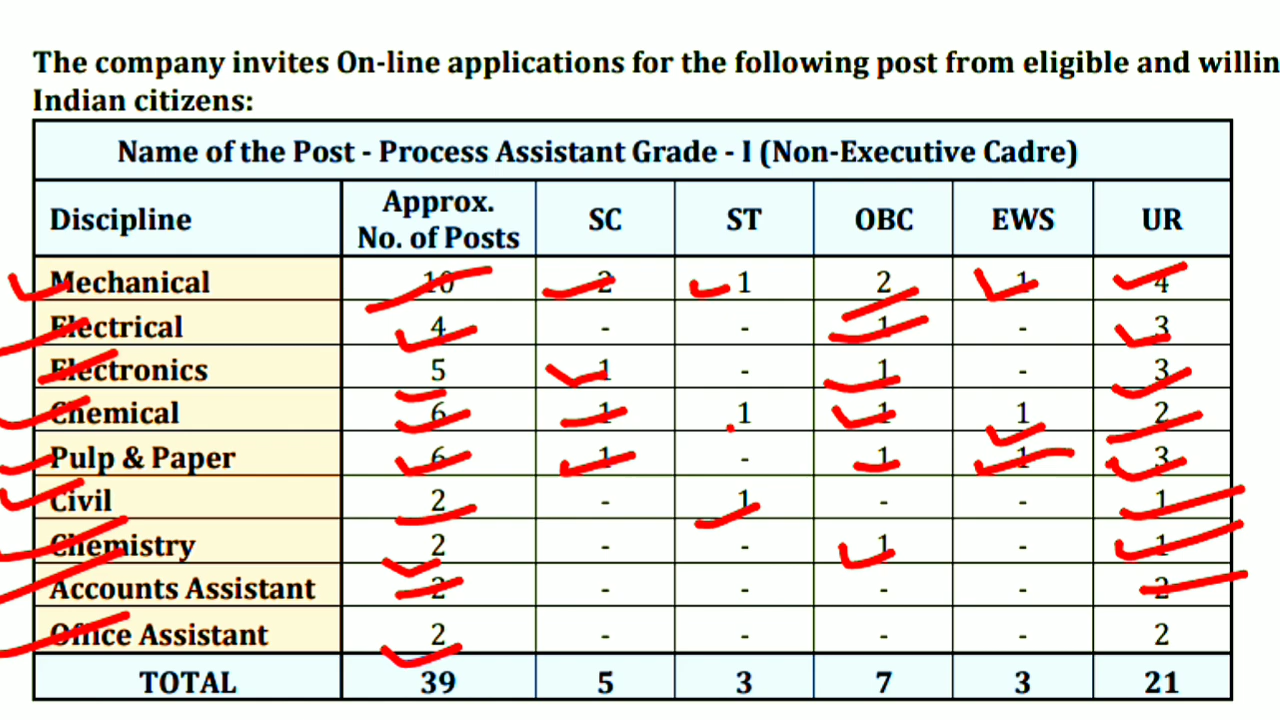 The company invites On-line applications for the following post from eligible and willin
Indian citizens:
Name of the Post - Process Assistant Grade - I (Non-Executive Cadre)
Discipline Approx. No. of Posts SC ST OBC EWS UR
Mechanical 10 2 1 2 1 4
Electrical 4 - - 1 - 3
Electronics 5 1 - 1 - 3
Chemical 6 1 1 1 1 2
Pulp & Paper 6 1 - 1 1 3
Civil 2 - 1 - - 1
Chemistry 2 - - 1 - 1
Accounts Assistant 2 - - - - 2
Office Assistant 2 - - - - 2
TOTAL 39 5 3 7 3 21